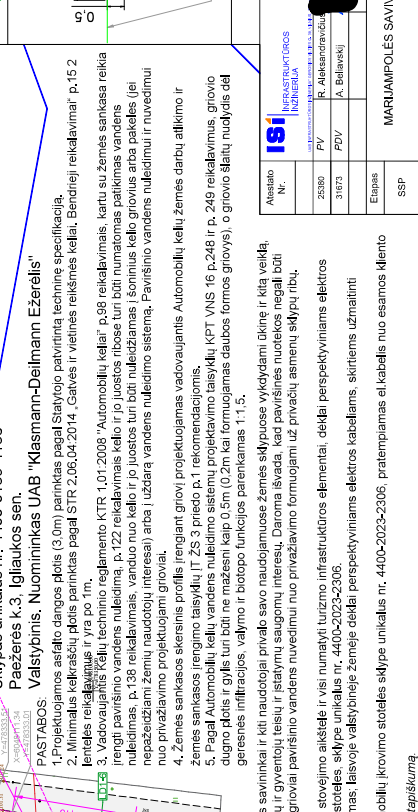 Paežerės K.3, Igliaukos sen.
Valstybinis, Nuomininkas UAB "Klasmann-Deilmann Ežerėlis"
PASTABOS:
1,Projektuojamos asfalto dangos plotis (3,0m) parinktas pagal Statytojo patvirtintą techninę specifikaciją.
2, Minimalus kelkraščių plotis parinktas pagal STR 2,06,04:2014 „Gatvės ir vietinės reikšmės keliai. Bendrieji reikalavimai“ p,15 2
lentelės reikalavimus ir yra po 1m.
3, Vadovaujantis Kelių techninio reglamento KTR 1,01:2008 "Automobilių keliai" p,98 reikalavimais, kartu su žemės sankasa reikia
įrengti paviršinio vandens nuleidimą, p.122 reikalavimais kelio ir jo juostos ribose turi būti numatomas patikimas vandens
nuleidimas, p.138 reikalavimais, vanduo nuo kelio ir jo juostos turi būti nuleidžiamas į šoninius kelio griovius arba pakeles (jei
nepažeidžiami žemių naudotojų interesai) arba į uždarą vandens nuleidimo sistemą. Paviršinio vandens nuleidimui ir nuvedimui
nuo privažiavimo projektuojami grioviai.
4, Žemės sankasos skersinis profilis įrengiant griovį projektuojamas vadovaujantis Automobilių kelių žemės darbų atlikimo ir
žemės sankasos įrengimo taisyklių ĮT ŽS 3 priedo p.1 rekomendacijomis.
5, Pagal Automobilių kelių vandens nuleidimo sistemų projektavimo taisyklių KPT VNS 16 p.248 ir p, 249 reikalavimus, griovio
dugno plotis ir gylis turi būti ne mažesni kaip 0,5m (0,2m kai formuojamas daubos formos griovys), o griovio šlaitų nuolydis dėl
geresnės infiltracijos, valymo ir biotopo funkcijos parenkamas 1:1,5.
s savininkai ir kiti naudotojai privalo savo naudojamuose žemės sklypuose vykdydami ūkinę ir kitą veiklą,
ų ir gyventojų teisių ir įstatymų saugomų interesų. Daroma išvada, kad paviršinės nuotekos negali būti
grioviai paviršinio vandens nuvedimui nuo privažiavimo formuojami už privačių asmenų sklypų ribų.
stovėjimo aikštelė ir visi numatyti turizmo infrastruktūros elementai, dėklai perspektyviniams elektros
stotelės, sklype unikalus nr, 4400-2023-2306.
mas, laisvoje valstybinėje žemėje dėklai perspektyviniams elektros kabeliams, skirtiems užmaitinti
mobilių įkrovimo stotelės sklype unikalus nr. 4400-2023-2306, pratempiamas el,kabelis nuo esamos kliento
0,5
Atestato
Nr.
ISI INFRASTRUKTŪROS
INŽINERIJA
25380 PV R. Aleksandravičius
31673 PDV A. Beliavskij
Etapas
SSP